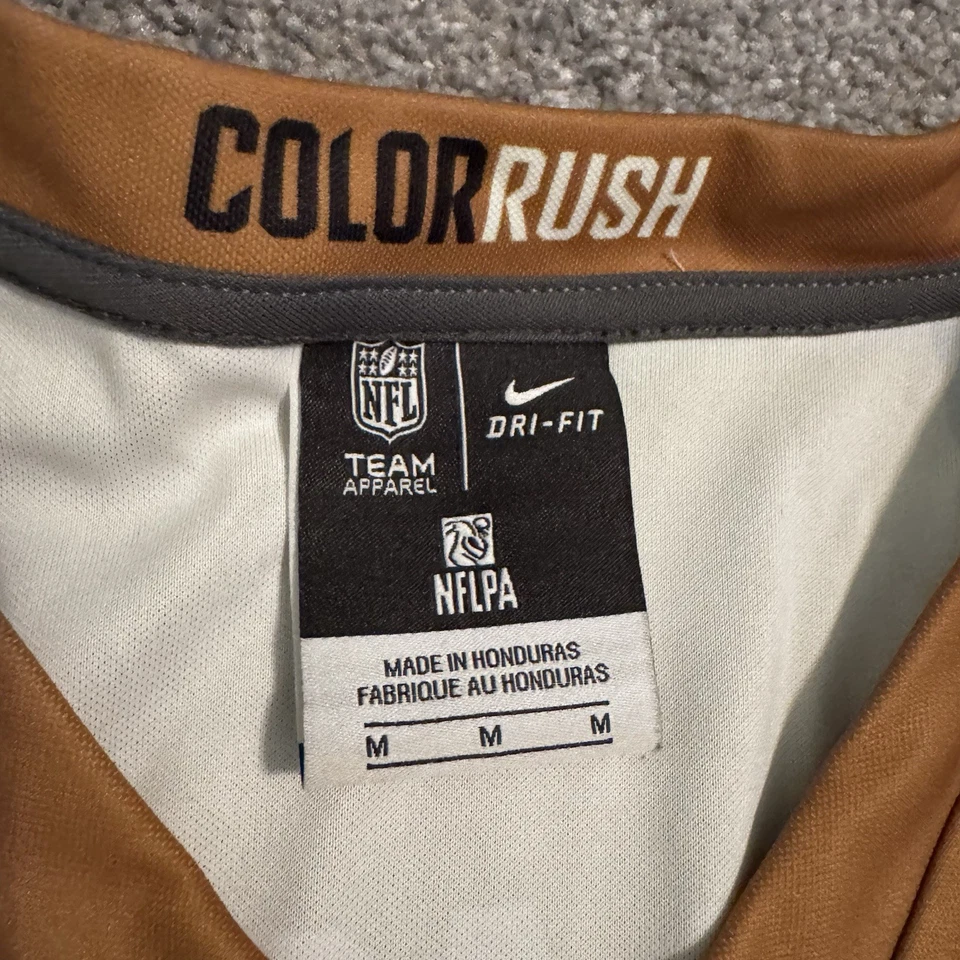 COLORRUSH
NFL
TEAM
APPAREL
DRI-FIT
NFLPA
MADE IN HONDURAS
FABRIQUE AU HONDURAS
M M M